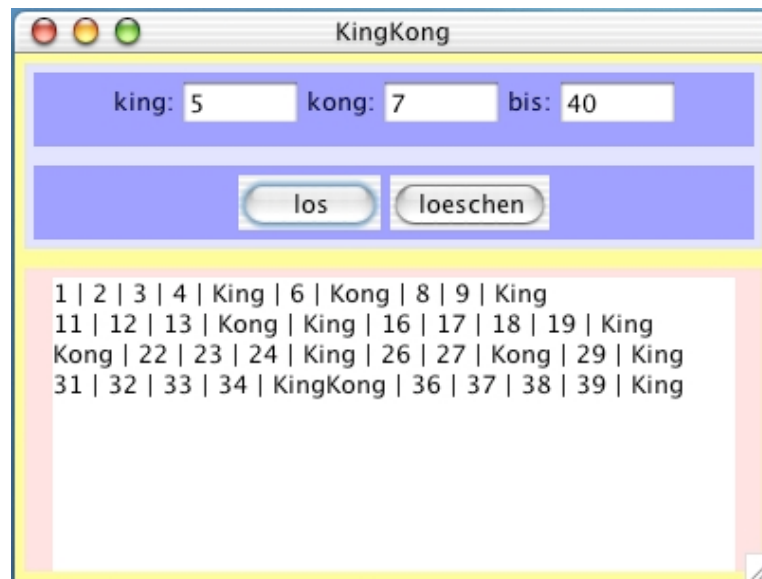 KingKong
king: 5 kong: 7 bis: 40
los loeschen
1 | 2 | 3 | 4 | King | 6 | Kong | 8 | 9 | King
11 | 12 | 13 | Kong | King | 16 | 17 | 18 | 19 | King
Kong | 22 | 23 | 24 | King | 26 | 27 | Kong | 29 | King
31 | 32 | 33 | 34 | KingKong | 36 | 37 | 38 | 39 | King